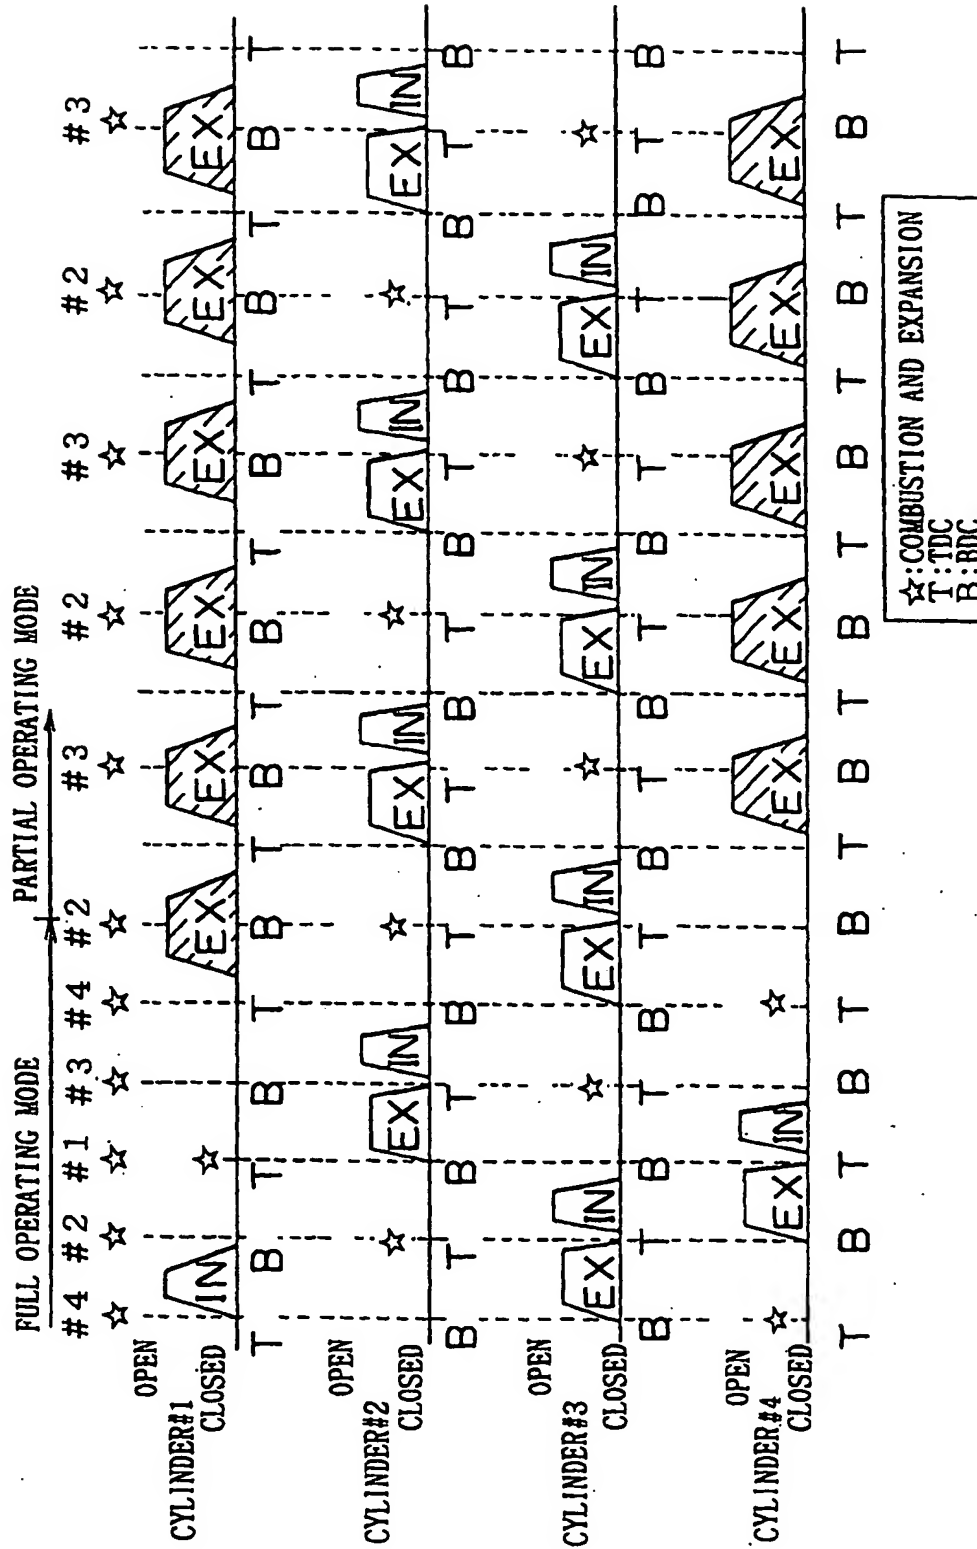 FULL OPERATING MODE PARTIAL OPERATING MODE
#4 #2 #1 #3 #4 #2 #3 #2 #3 #2 #3
☆ ☆ ☆ ☆ ☆ ☆ ☆ ☆ ☆ ☆ ☆
OPEN
CYLINDER#1
IN ☆ EX EX EX EX EX EX
CLOSED
T B T B T B T B T B T B T B T B T
OPEN
CYLINDER#2
☆ EX IN ☆ EX IN ☆ EX IN ☆ EX IN
CLOSED
B T B T B T B T B T B T B T B T B
OPEN
CYLINDER#3
EX IN ☆ EX IN ☆ EX IN ☆ EX IN ☆
CLOSED
B T B T B T B T B T B T B T B T B
OPEN
CYLINDER#4
☆ EX IN ☆ EX EX EX EX EX
CLOSED
T B T B T B T B T B T B T B T B T
☆:COMBUSTION AND EXPANSION
T:TDC
B:BDC